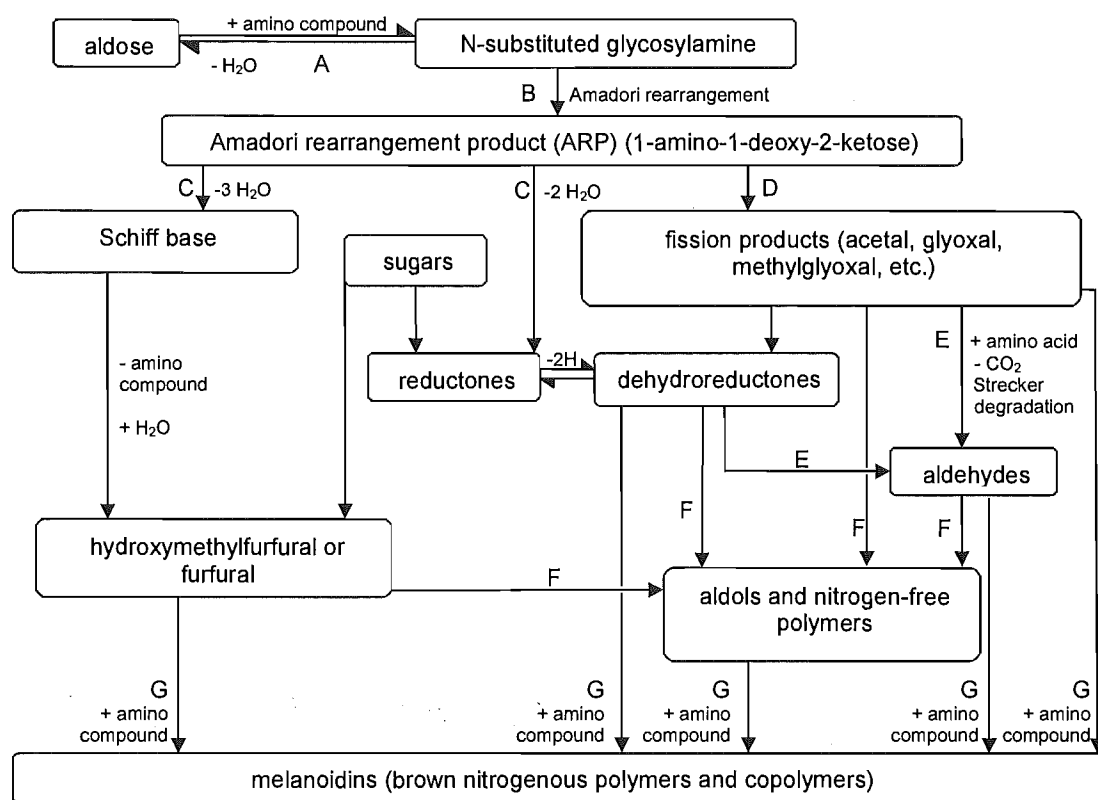 + amino compound
aldose
N-substituted glycosylamine
- H₂O
A
B
Amadori rearrangement
Amadori rearrangement product (ARP) (1-amino-1-deoxy-2-ketose)
C
-3 H₂O
C
-2 H₂O
D
Schiff base
sugars
fission products (acetal, glyoxal,
methylglyoxal, etc.)
- amino
compound
+ H₂O
reductones
-2H
dehydroreductones
E
+ amino acid
- CO₂
Strecker
degradation
E
aldehydes
F
F
F
hydroxymethylfurfural or
furfural
F
aldols and nitrogen-free
polymers
G
+ amino
compound
G
+ amino
compound
G
+ amino
compound
G
+ amino
compound
G
+ amino
compound
melanoidins (brown nitrogenous polymers and copolymers)